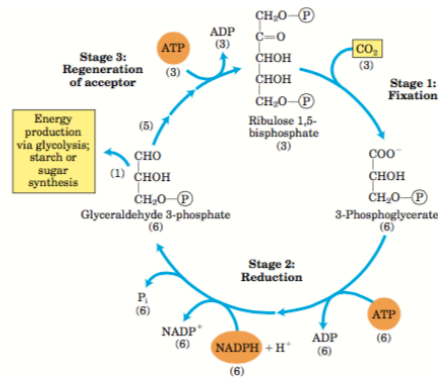 CH₂O—Ⓟ
C=O
CHOH
CHOH
CH₂O—Ⓟ
Ribulose 1,5-
bisphosphate
(3)
CO₂
(3)
Stage 1:
Fixation
COO⁻
CHOH
CH₂O—Ⓟ
3-Phosphoglycerate
(6)
ATP
(6)
ADP
(6)
Stage 2:
Reduction
NADPH + H⁺
(6)
NADP⁺
(6)
Pᵢ
(6)
CHO
CHOH
CH₂O—Ⓟ
Glyceraldehyde 3-phosphate
(6)
(1)
Energy
production
via glycolysis;
starch or
sugar
synthesis
(5)
Stage 3:
Regeneration
of acceptor
ATP
(3)
ADP
(3)